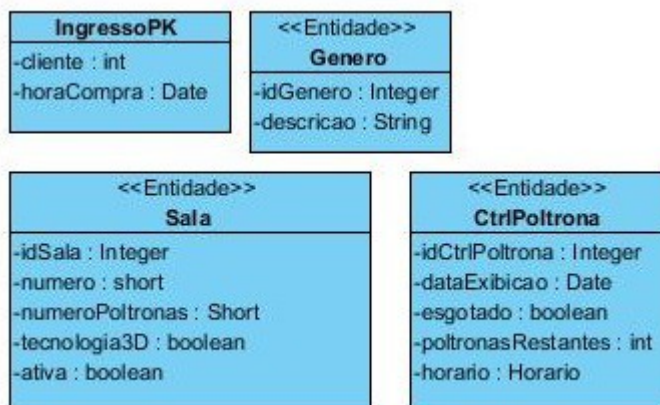 IngressoPK
-cliente : int
-horaCompra : Date
<<Entidade>>
Genero
-idGenero : Integer
-descricao : String
<<Entidade>>
Sala
-idSala : Integer
-numero : short
-numeroPoltronas : Short
-tecnologia3D : boolean
-ativa : boolean
<<Entidade>>
CtrlPoltrona
-idCtrlPoltrona : Integer
-dataExibicao : Date
-esgotado : boolean
-poltronasRestantes : int
-horario : Horario